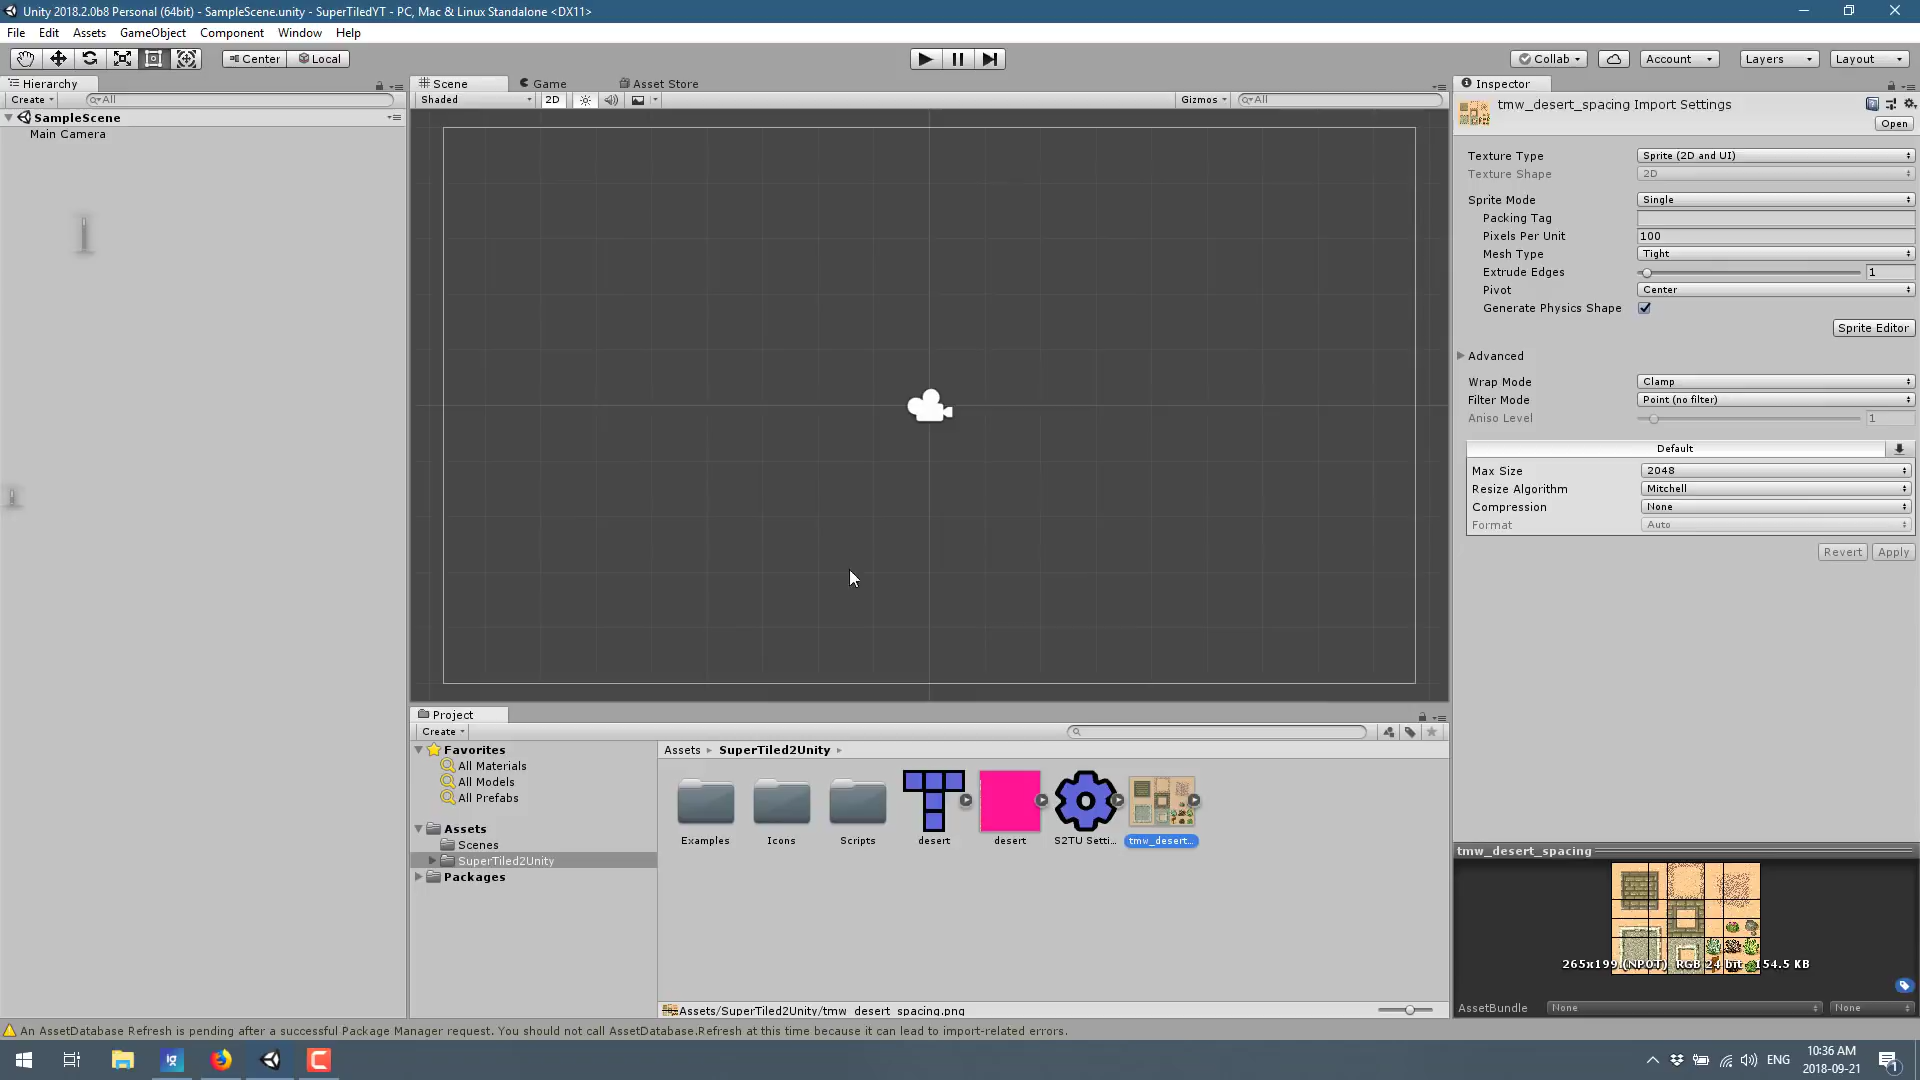 Unity 2018.2.0b8 Personal (64bit) - SampleScene.unity - SuperTiledYT - PC, Mac & Linux Standalone <DX11>
File Edit Assets GameObject Component Window Help
Center Local Collab Account Layers Layout
Hierarchy Scene Game Asset Store Inspector
Create All Shaded 2D Gizmos All
tmw_desert_spacing Import Settings
Open
SampleScene
Main Camera
Texture Type Sprite (2D and UI)
Texture Shape 2D
Sprite Mode Single
Packing Tag
Pixels Per Unit 100
Mesh Type Tight
Extrude Edges 1
Pivot Center
Generate Physics Shape
Sprite Editor
Advanced
Wrap Mode Clamp
Filter Mode Point (no filter)
Aniso Level 1
Default
Max Size 2048
Resize Algorithm Mitchell
Compression None
Format Auto
Revert Apply
Project
Create
Favorites
All Materials
All Models
All Prefabs
Assets
Scenes
SuperTiled2Unity
Packages
Assets SuperTiled2Unity
Examples Icons Scripts desert desert S2TU Setti... tmw_desert...
Assets/SuperTiled2Unity/tmw_desert_spacing.png
tmw_desert_spacing
265x199 (NPOT) RGB 24 bit 154.5 KB
AssetBundle None None
An AssetDatabase Refresh is pending after a successful Package Manager request. You should not call AssetDatabase.Refresh at this time because it can lead to import-related errors.
ig C ENG 10:36 AM
2018-09-21
1